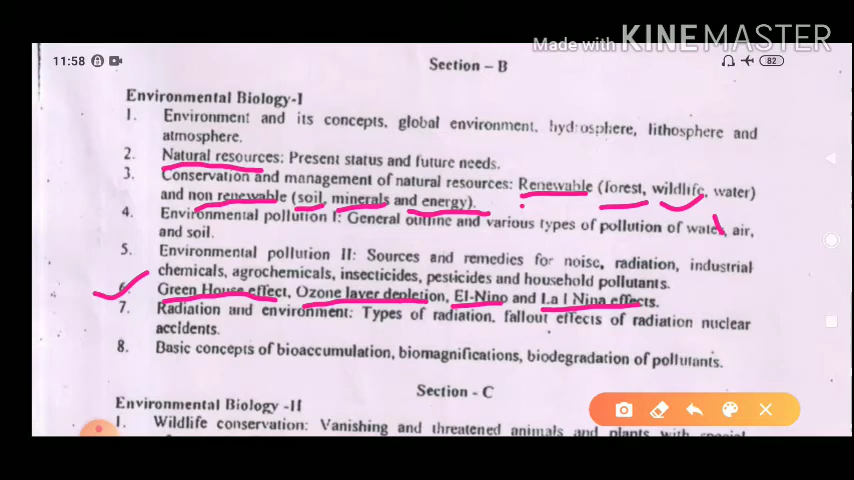 Made with KINEMASTER
11:58 82
Section – B
Environmental Biology-I
1. Environment and its concepts, global environment, hydrosphere, lithosphere and
atmosphere.
2. Natural resources: Present status and future needs.
3. Conservation and management of natural resources: Renewable (forest, wildlife, water)
and non renewable (soil, minerals and energy).
4. Environmental pollution I: General outline and various types of pollution of water, air,
and soil.
5. Environmental pollution II: Sources and remedies for noise, radiation, industrial
chemicals, agrochemicals, insecticides, pesticides and household pollutants.
6. Green House effect, Ozone layer depletion, El-Nino and La l Nina effects.
7. Radiation and environment: Types of radiation, fallout effects of radiation nuclear
accidents.
8. Basic concepts of bioaccumulation, biomagnifications, biodegradation of pollutants.
Section - C
Environmental Biology -II
1. Wildlife conservation: Vanishing and threatened animals and plants with special